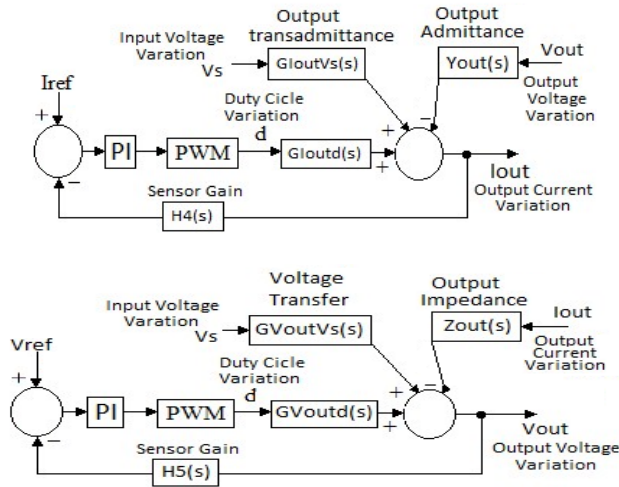 Output
transadmittance
Output
Admittance
Input Voltage
Varation
Vs
GIoutVs(s)
Yout(s)
Vout
Output
Voltage
Varation
Iref
+
−
Duty Cicle
Variation
d
PI
PWM
GIoutd(s)
+
−
+
Iout
Output Current
Variation
Sensor Gain
H4(s)
Voltage
Transfer
Output
Impedance
Input Voltage
Varation
Vs
GVoutVs(s)
Zout(s)
Iout
Output
Current
Variation
Vref
+
−
Duty Cicle
Variation
d
PI
PWM
GVoutd(s)
+
−
+
Vout
Output Voltage
Variation
Sensor Gain
H5(s)